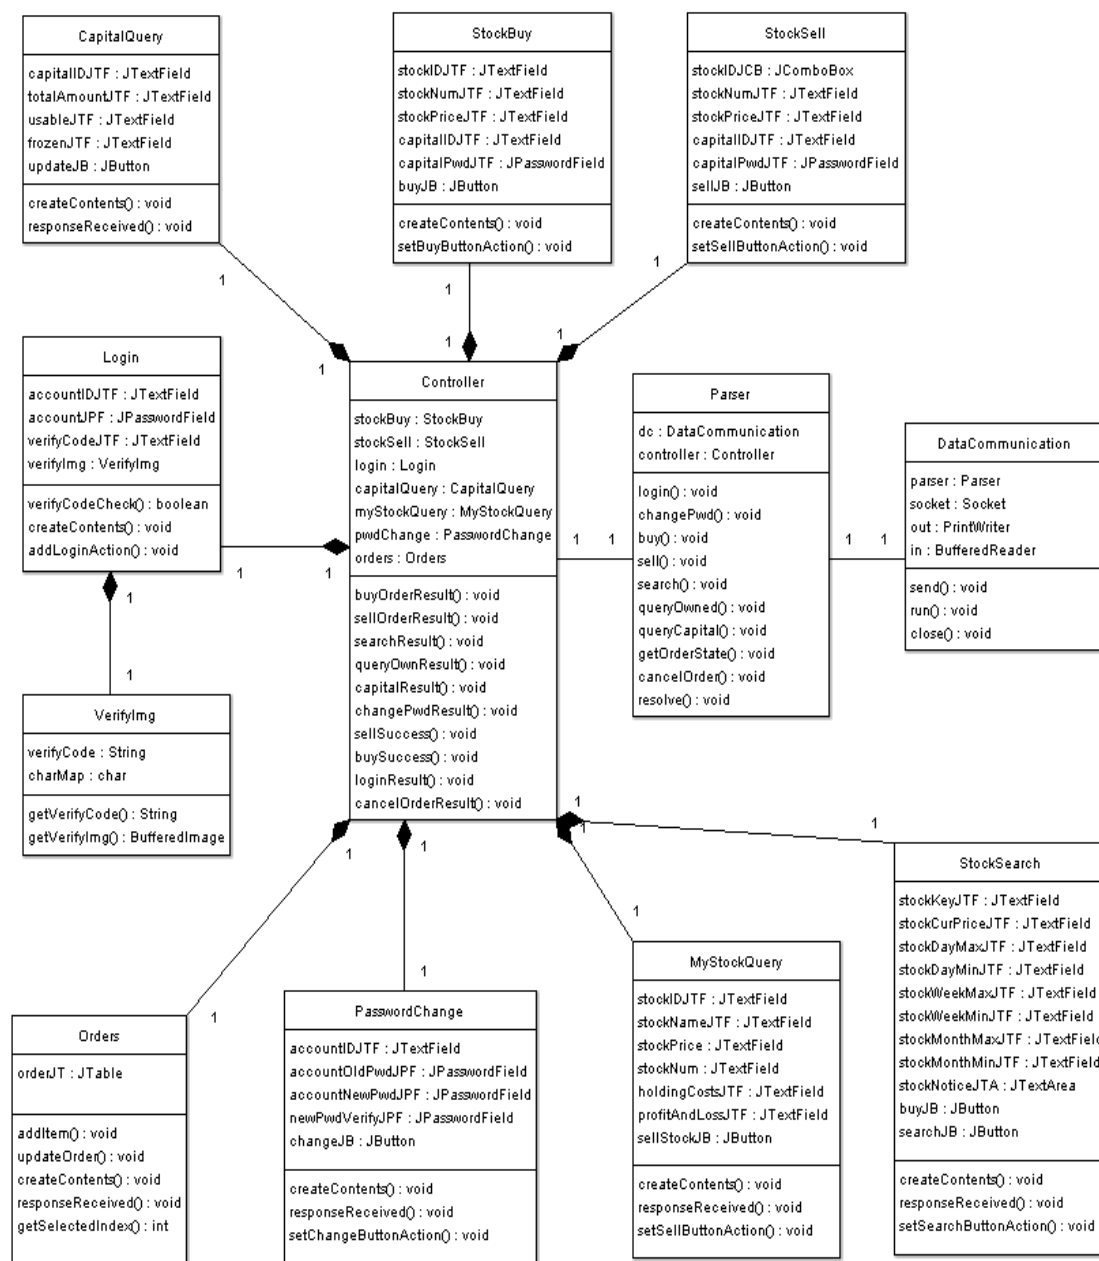 CapitalQuery
capitalIDJTF : JTextField
totalAmountJTF : JTextField
usableJTF : JTextField
frozenJTF : JTextField
updateJB : JButton
createContents() : void
responseReceived() : void
StockBuy
stockIDJTF : JTextField
stockNumJTF : JTextField
stockPriceJTF : JTextField
capitalIDJTF : JTextField
capitalPwdJTF : JPasswordField
buyJB : JButton
createContents() : void
setBuyButtonAction() : void
StockSell
stockIDJCB : JComboBox
stockNumJTF : JTextField
stockPriceJTF : JTextField
capitalIDJTF : JTextField
capitalPwdJTF : JPasswordField
sellJB : JButton
createContents() : void
setSellButtonAction() : void
1
1
1
1
1
1
Login
accountIDJTF : JTextField
accountJPF : JPasswordField
verifyCodeJTF : JTextField
verifyImg : VerifyImg
verifyCodeCheck() : boolean
createContents() : void
addLoginAction() : void
1
1
1
1
VerifyImg
verifyCode : String
charMap : char
getVerifyCode() : String
getVerifyImg() : BufferedImage
Controller
stockBuy : StockBuy
stockSell : StockSell
login : Login
capitalQuery : CapitalQuery
myStockQuery : MyStockQuery
pwdChange : PasswordChange
orders : Orders
buyOrderResult() : void
sellOrderResult() : void
searchResult() : void
queryOwnResult() : void
capitalResult() : void
changePwdResult() : void
sellSuccess() : void
buySuccess() : void
loginResult() : void
cancelOrderResult() : void
1
1
Parser
dc : DataCommunication
controller : Controller
login() : void
changePwd() : void
buy() : void
sell() : void
search() : void
queryOwned() : void
queryCapital() : void
getOrderState() : void
cancelOrder() : void
resolve() : void
1
1
DataCommunication
parser : Parser
socket : Socket
out : PrintWriter
in : BufferedReader
send() : void
run() : void
close() : void
1
1
1
1
1
1
1
1
Orders
orderJT : JTable
addItem() : void
updateOrder() : void
createContents() : void
responseReceived() : void
getSelectedIndex() : int
PasswordChange
accountIDJTF : JTextField
accountOldPwdJPF : JPasswordField
accountNewPwdJPF : JPasswordField
newPwdVerifyJPF : JPasswordField
changeJB : JButton
createContents() : void
responseReceived() : void
setChangeButtonAction() : void
MyStockQuery
stockIDJTF : JTextField
stockNameJTF : JTextField
stockPrice : JTextField
stockNum : JTextField
holdingCostsJTF : JTextField
profitAndLossJTF : JTextField
sellStockJB : JButton
createContents() : void
responseReceived() : void
setSellButtonAction() : void
StockSearch
stockKeyJTF : JTextField
stockCurPriceJTF : JTextField
stockDayMaxJTF : JTextField
stockDayMinJTF : JTextField
stockWeekMaxJTF : JTextField
stockWeekMinJTF : JTextField
stockMonthMaxJTF : JTextField
stockMonthMinJTF : JTextField
stockNoticeJTA : JTextArea
buyJB : JButton
searchJB : JButton
createContents() : void
responseReceived() : void
setSearchButtonAction() : void